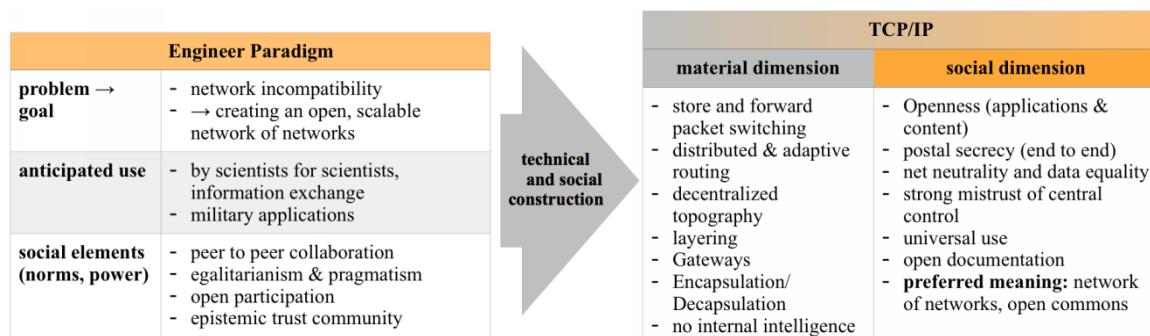 Engineer Paradigm
problem →
goal
- network incompatibility
- → creating an open, scalable
network of networks
anticipated use
- by scientists for scientists,
information exchange
- military applications
social elements
(norms, power)
- peer to peer collaboration
- egalitarianism & pragmatism
- open participation
- epistemic trust community
technical
and social
construction
TCP/IP
material dimension
social dimension
- store and forward
packet switching
- distributed & adaptive
routing
- decentralized
topography
- layering
- Gateways
- Encapsulation/
Decapsulation
- no internal intelligence
- Openness (applications &
content)
- postal secrecy (end to end)
- net neutrality and data equality
- strong mistrust of central
control
- universal use
- open documentation
- preferred meaning: network
of networks, open commons